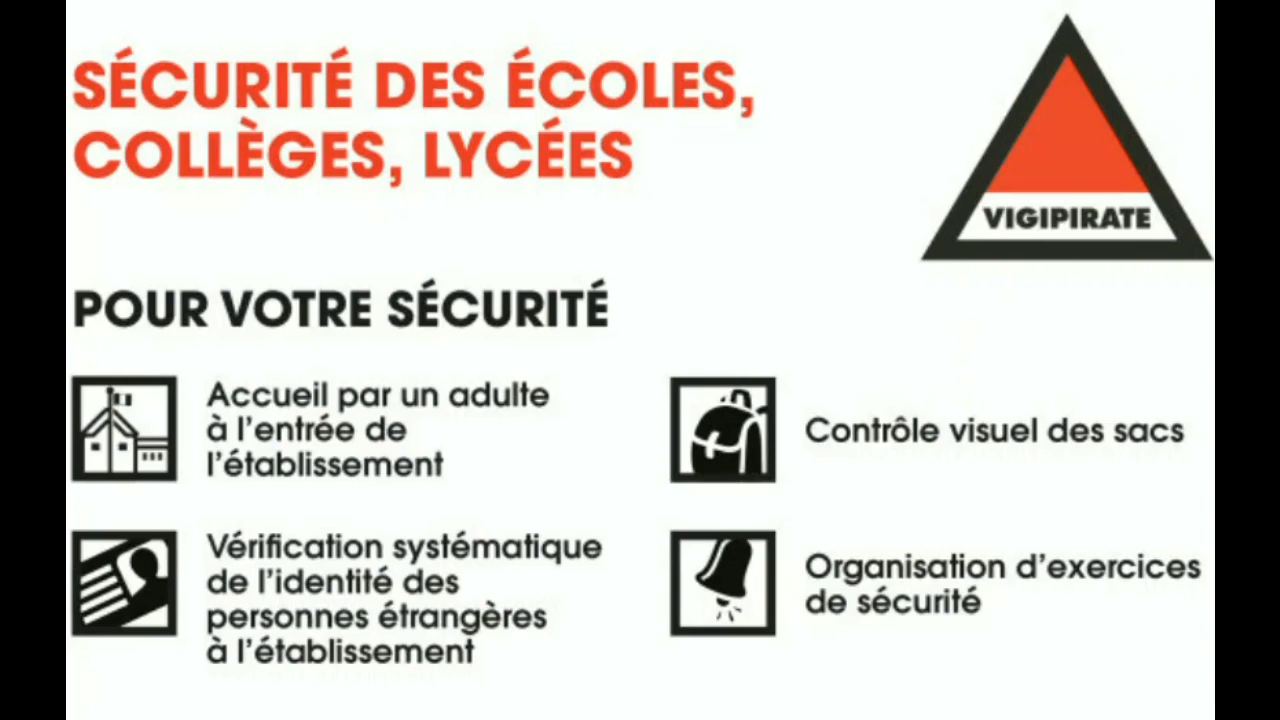 SÉCURITÉ DES ÉCOLES,
COLLÈGES, LYCÉES
VIGIPIRATE
POUR VOTRE SÉCURITÉ
Accueil par un adulte
à l'entrée de
l'établissement
Contrôle visuel des sacs
Vérification systématique
de l'identité des
personnes étrangères
à l'établissement
Organisation d'exercices
de sécurité